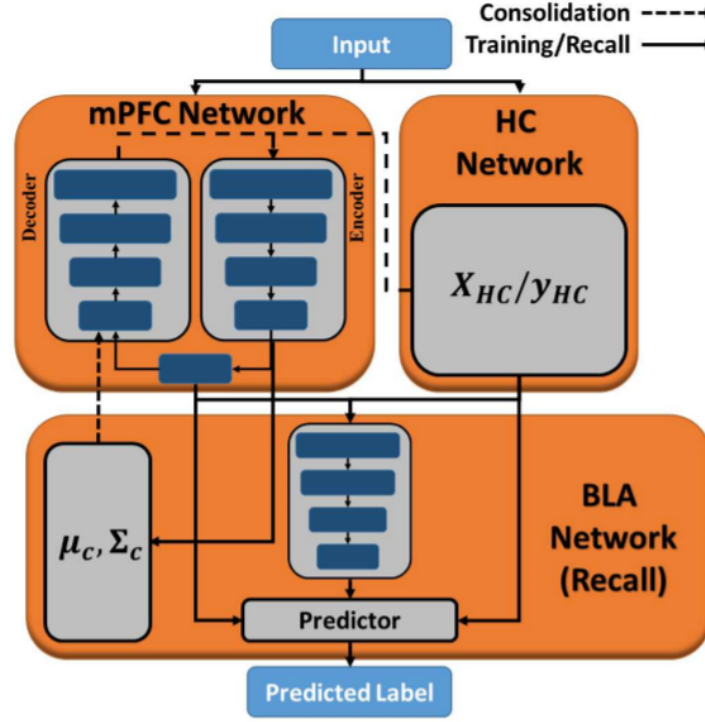 Consolidation
Training/Recall
Input
mPFC Network
HC
Network
Decoder
Encoder
X_HC/y_HC
μ_c, Σ_c
BLA
Network
(Recall)
Predictor
Predicted Label